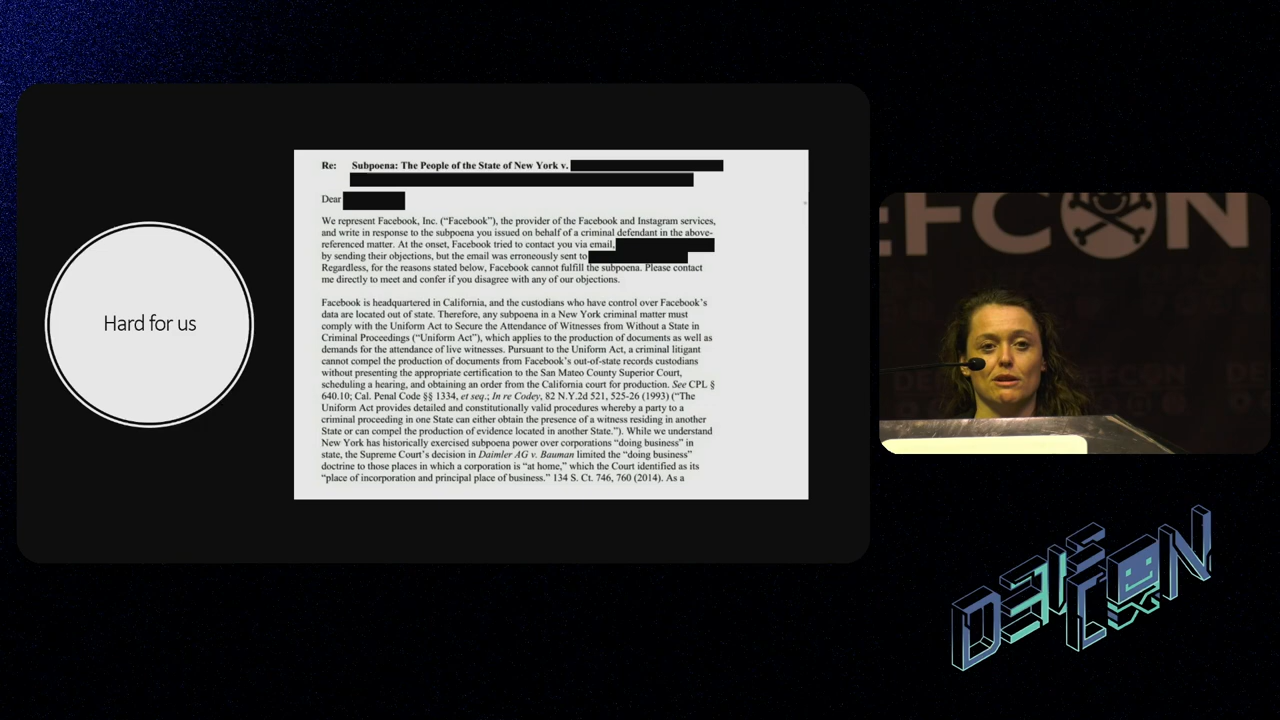 Hard for us
Re: Subpoena: The People of the State of New York v.
Dear
We represent Facebook, Inc. (“Facebook”), the provider of the Facebook and Instagram services,
and write in response to the subpoena you issued on behalf of a criminal defendant in the above-
referenced matter. At the onset, Facebook tried to contact you via email,
by sending their objections, but the email was erroneously sent to
Regardless, for the reasons stated below, Facebook cannot fulfill the subpoena. Please contact
me directly to meet and confer if you disagree with any of our objections.
Facebook is headquartered in California, and the custodians who have control over Facebook’s
data are located out of state. Therefore, any subpoena in a New York criminal matter must
comply with the Uniform Act to Secure the Attendance of Witnesses from Without a State in
Criminal Proceedings (“Uniform Act”), which applies to the production of documents as well as
demands for the attendance of live witnesses. Pursuant to the Uniform Act, a criminal litigant
cannot compel the production of documents from Facebook’s out-of-state records custodians
without presenting the appropriate certification to the San Mateo County Superior Court,
scheduling a hearing, and obtaining an order from the California court for production. See CPL §
640.10; Cal. Penal Code §§ 1334, et seq.; In re Codey, 82 N.Y.2d 521, 525-26 (1993) (“The
Uniform Act provides detailed and constitutionally valid procedures whereby a party to a
criminal proceeding in one State can either obtain the presence of a witness residing in another
State or can compel the production of evidence located in another State.”). While we understand
New York has historically exercised subpoena power over corporations “doing business” in
state, the Supreme Court’s decision in Daimler AG v. Bauman limited the “doing business”
doctrine to those places in which a corporation is “at home,” which the Court identified as its
“place of incorporation and principal place of business.” 134 S. Ct. 746, 760 (2014). As a
EFCON
DEF CON